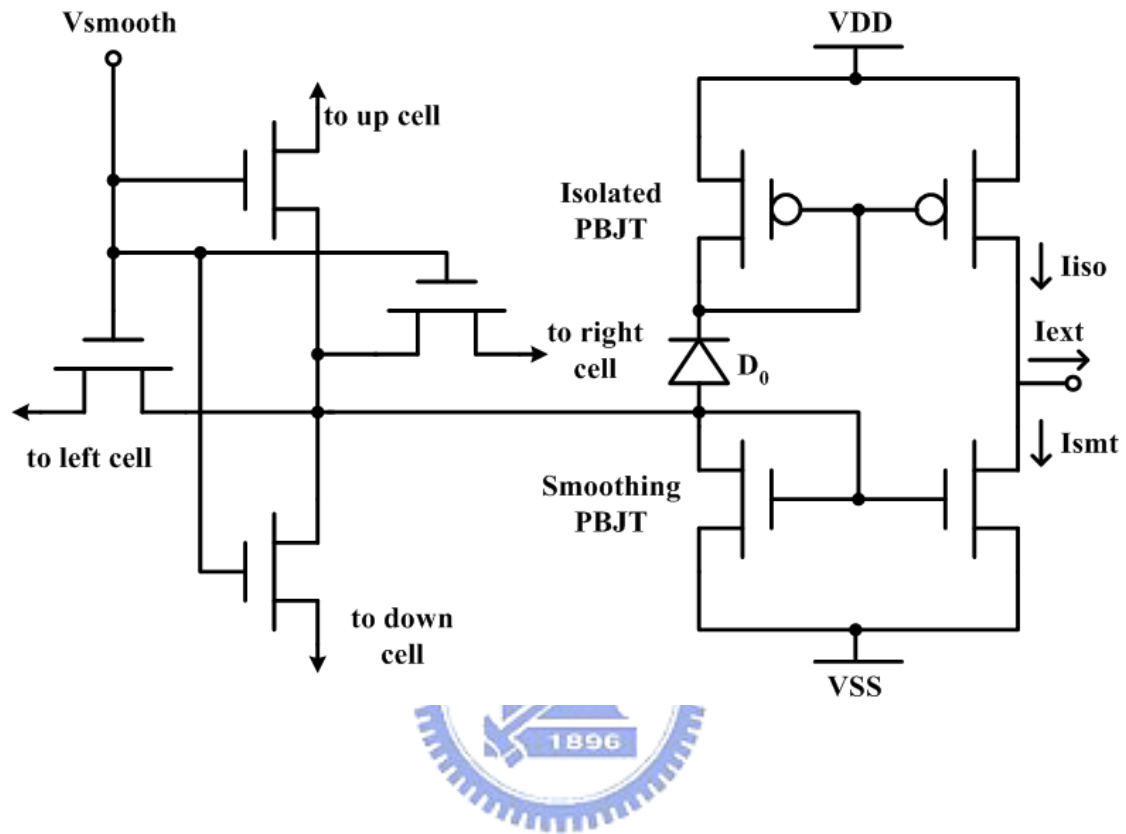 Vsmooth
VDD
to up cell
Isolated
PBJT
Iiso
to right
cell
Iext
D0
to left cell
Smoothing
PBJT
Ismt
to down
cell
VSS
1896